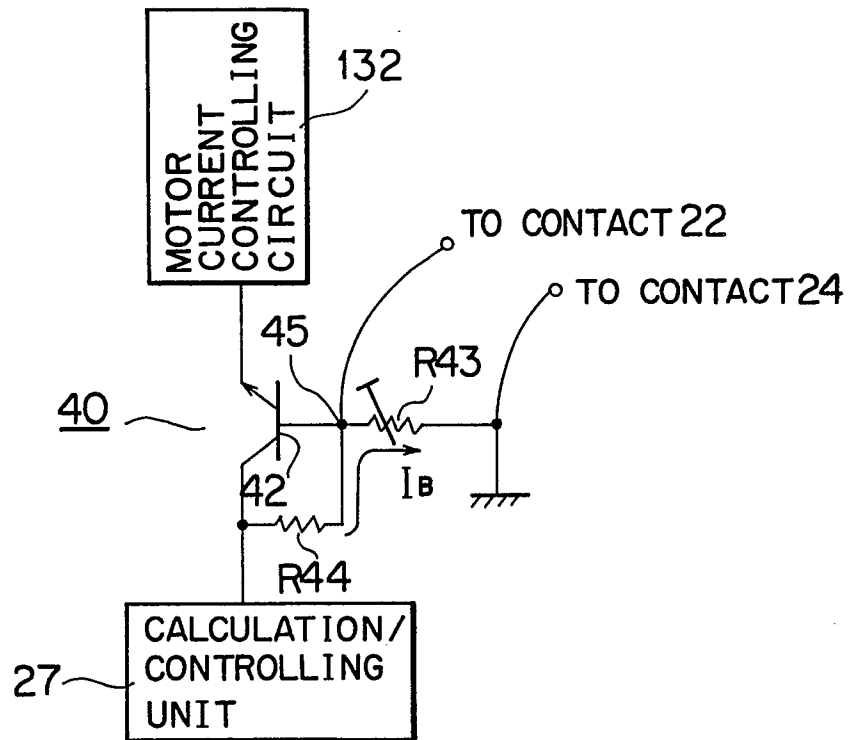 MOTOR
CURRENT
CONTROLLING
CIRCUIT
132
TO CONTACT 22
TO CONTACT 24
45
R43
40
42
IB
R44
CALCULATION/
CONTROLLING
UNIT
27